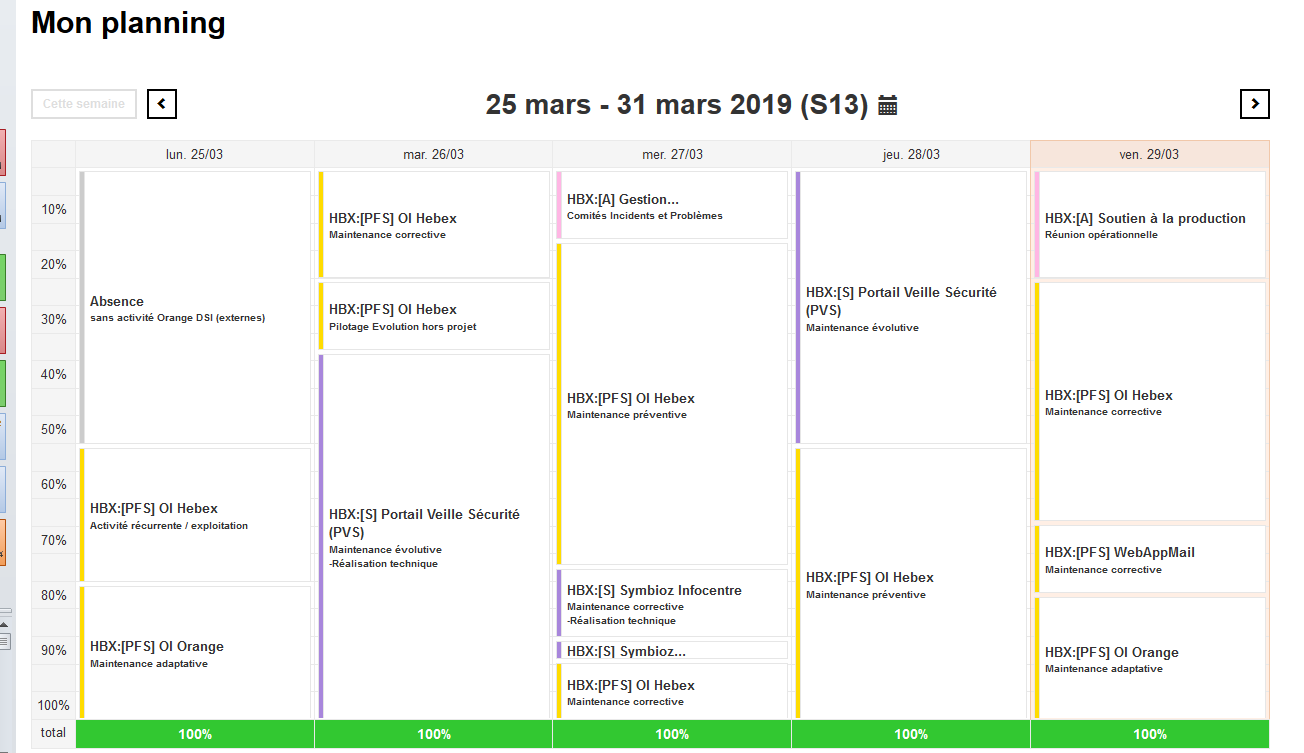 Mon planning
Cette semaine
25 mars - 31 mars 2019 (S13)
lun. 25/03
mar. 26/03
mer. 27/03
jeu. 28/03
ven. 29/03
10%
20%
30%
40%
50%
60%
70%
80%
90%
100%
total
Absence
sans activité Orange DSI (externes)
HBX:[PFS] OI Hebex
Activité récurrente / exploitation
HBX:[PFS] OI Orange
Maintenance adaptative
100%
HBX:[PFS] OI Hebex
Maintenance corrective
HBX:[PFS] OI Hebex
Pilotage Evolution hors projet
HBX:[S] Portail Veille Sécurité
(PVS)
Maintenance évolutive
-Réalisation technique
100%
HBX:[A] Gestion...
Comités Incidents et Problèmes
HBX:[PFS] OI Hebex
Maintenance préventive
HBX:[S] Symbioz Infocentre
Maintenance corrective
-Réalisation technique
HBX:[S] Symbioz...
HBX:[PFS] OI Hebex
Maintenance corrective
100%
HBX:[S] Portail Veille Sécurité
(PVS)
Maintenance évolutive
HBX:[PFS] OI Hebex
Maintenance préventive
100%
HBX:[A] Soutien à la production
Réunion opérationnelle
HBX:[PFS] OI Hebex
Maintenance corrective
HBX:[PFS] WebAppMail
Maintenance corrective
HBX:[PFS] OI Orange
Maintenance adaptative
100%